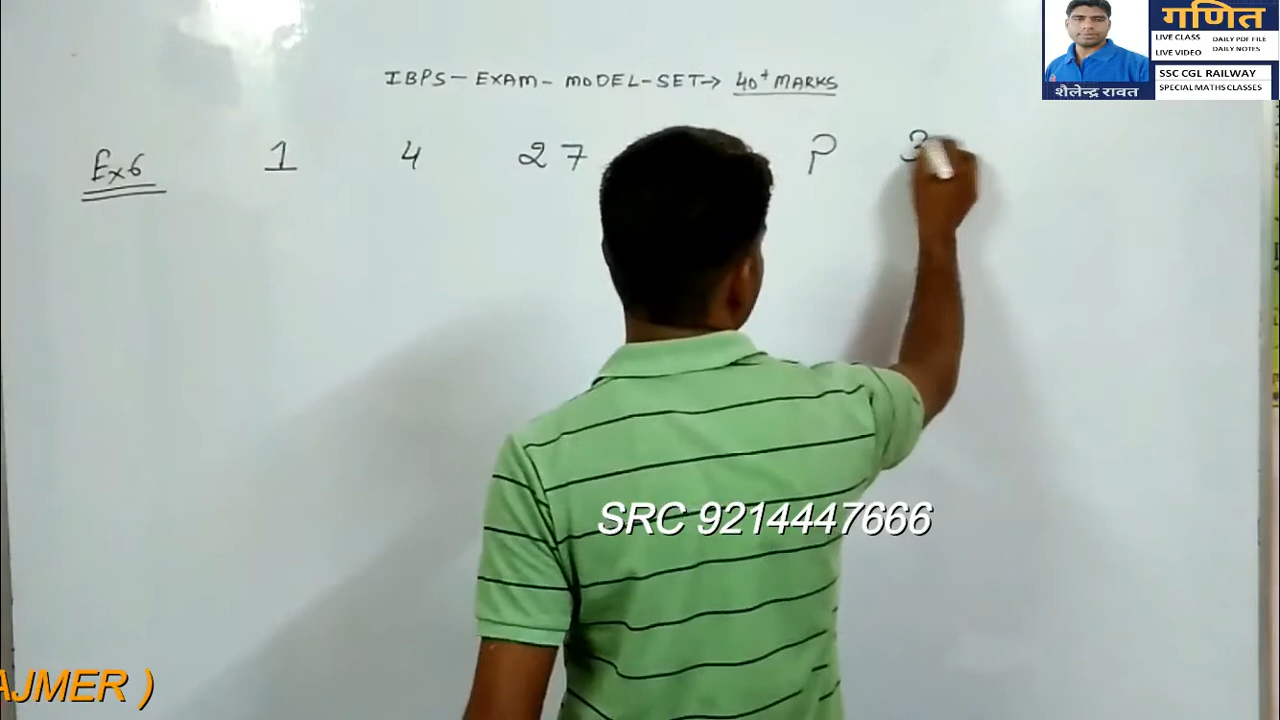 गणित
LIVE CLASS
DAILY PDF FILE
DAILY NOTES
LIVE VIDEO
SSC CGL RAILWAY
SPECIAL MATHS CLASSES
शैलेन्द्र रावत
IBPS - EXAM - MODEL - SET → 40+ MARKS
Ex6 1 4 27 ? 3
SRC 9214447666
AJMER )